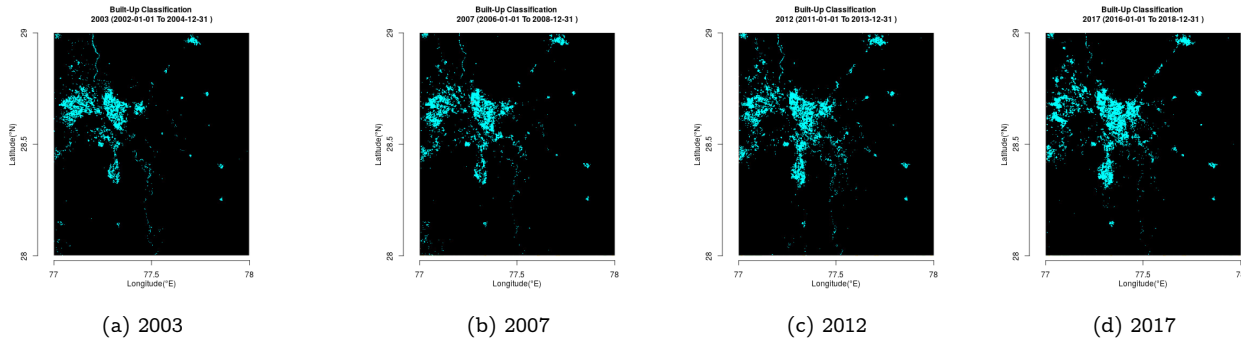 Built-Up Classification
2003 (2002-01-01 To 2004-12-31 )
29
28.5
28
Latitude(°N)
77
77.5
78
Longitude(°E)
(a) 2003
Built-Up Classification
2007 (2006-01-01 To 2008-12-31 )
29
28.5
28
Latitude(°N)
77
77.5
78
Longitude(°E)
(b) 2007
Built-Up Classification
2012 (2011-01-01 To 2013-12-31 )
29
28.5
28
Latitude(°N)
77
77.5
78
Longitude(°E)
(c) 2012
Built-Up Classification
2017 (2016-01-01 To 2018-12-31 )
29
28.5
28
Latitude(°N)
77
77.5
78
Longitude(°E)
(d) 2017